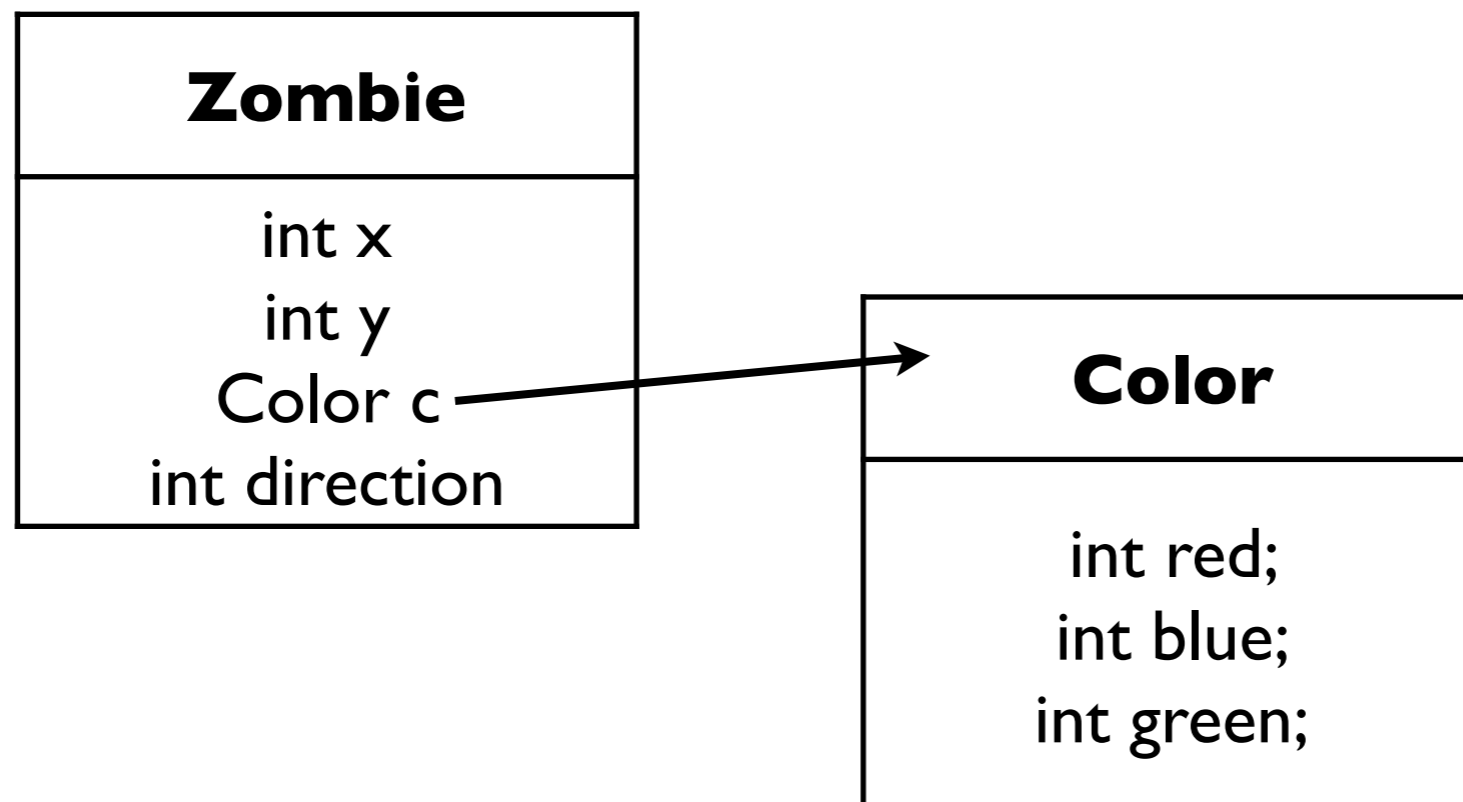 Zombie
int x
int y
Color c
int direction
Color
int red;
int blue;
int green;